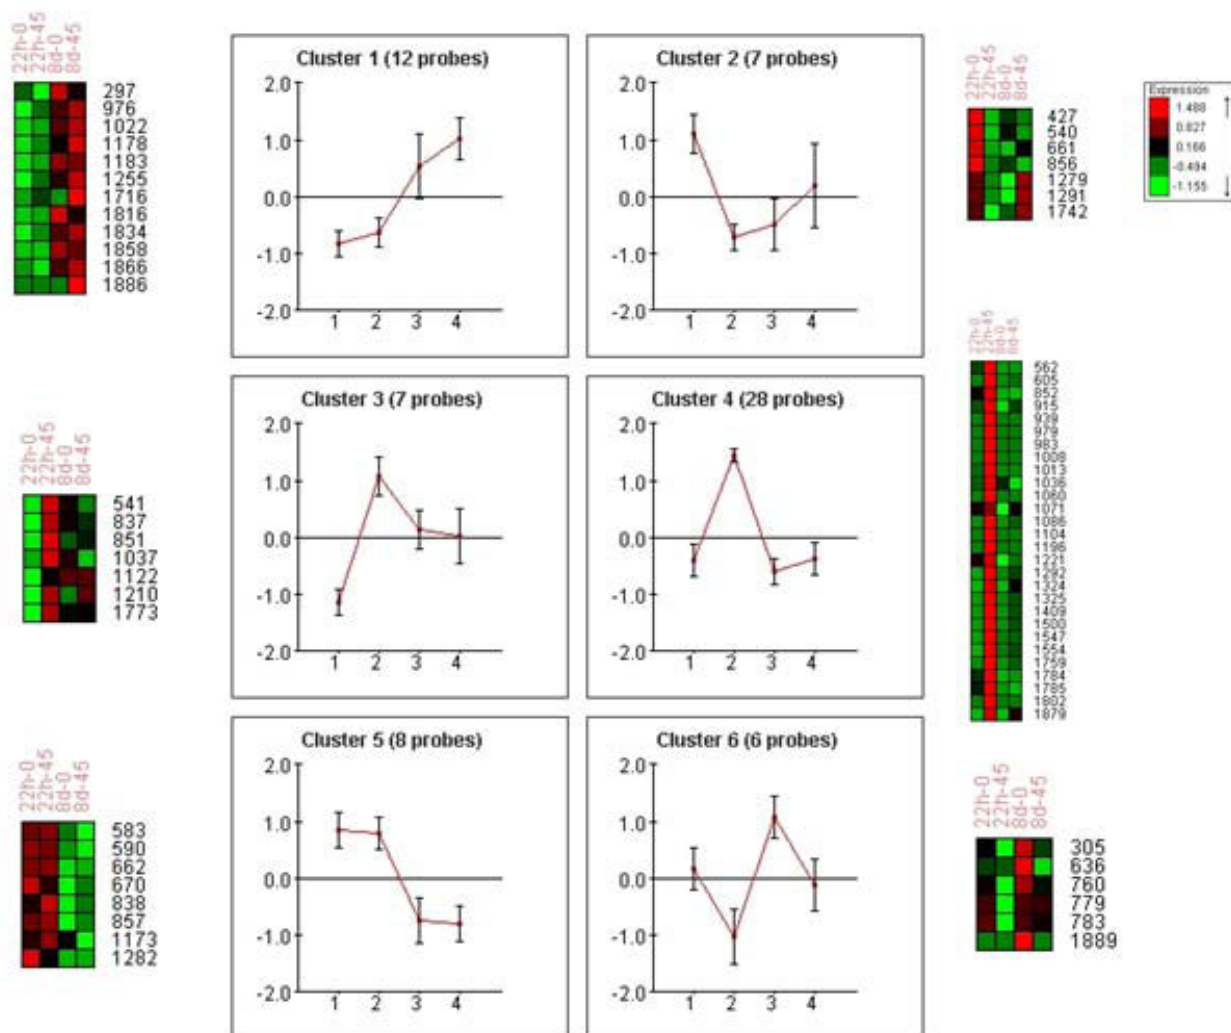 22h-0
22h-45
8d-0
8d-45
297
976
1022
1178
1183
1255
1716
1816
1834
1858
1866
1886
Cluster 1 (12 probes)
2.0
1.0
0.0
-1.0
-2.0
1 2 3 4
Cluster 2 (7 probes)
2.0
1.0
0.0
-1.0
-2.0
1 2 3 4
22h-0
22h-45
8d-0
8d-45
427
540
661
856
1279
1291
1742
Expression
1.488
0.827
0.166
-0.494
-1.155
22h-0
22h-45
8d-0
8d-45
541
837
851
1037
1122
1210
1773
Cluster 3 (7 probes)
2.0
1.0
0.0
-1.0
-2.0
1 2 3 4
Cluster 4 (28 probes)
2.0
1.0
0.0
-1.0
-2.0
1 2 3 4
22h-0
22h-45
8d-0
8d-45
562
605
852
915
939
979
983
1008
1013
1036
1060
1071
1086
1104
1196
1221
1292
1324
1325
1409
1500
1547
1554
1759
1784
1785
1802
1879
22h-0
22h-45
8d-0
8d-45
583
590
662
670
838
857
1173
1282
Cluster 5 (8 probes)
2.0
1.0
0.0
-1.0
-2.0
1 2 3 4
Cluster 6 (6 probes)
2.0
1.0
0.0
-1.0
-2.0
1 2 3 4
22h-0
22h-45
8d-0
8d-45
305
636
760
779
783
1889